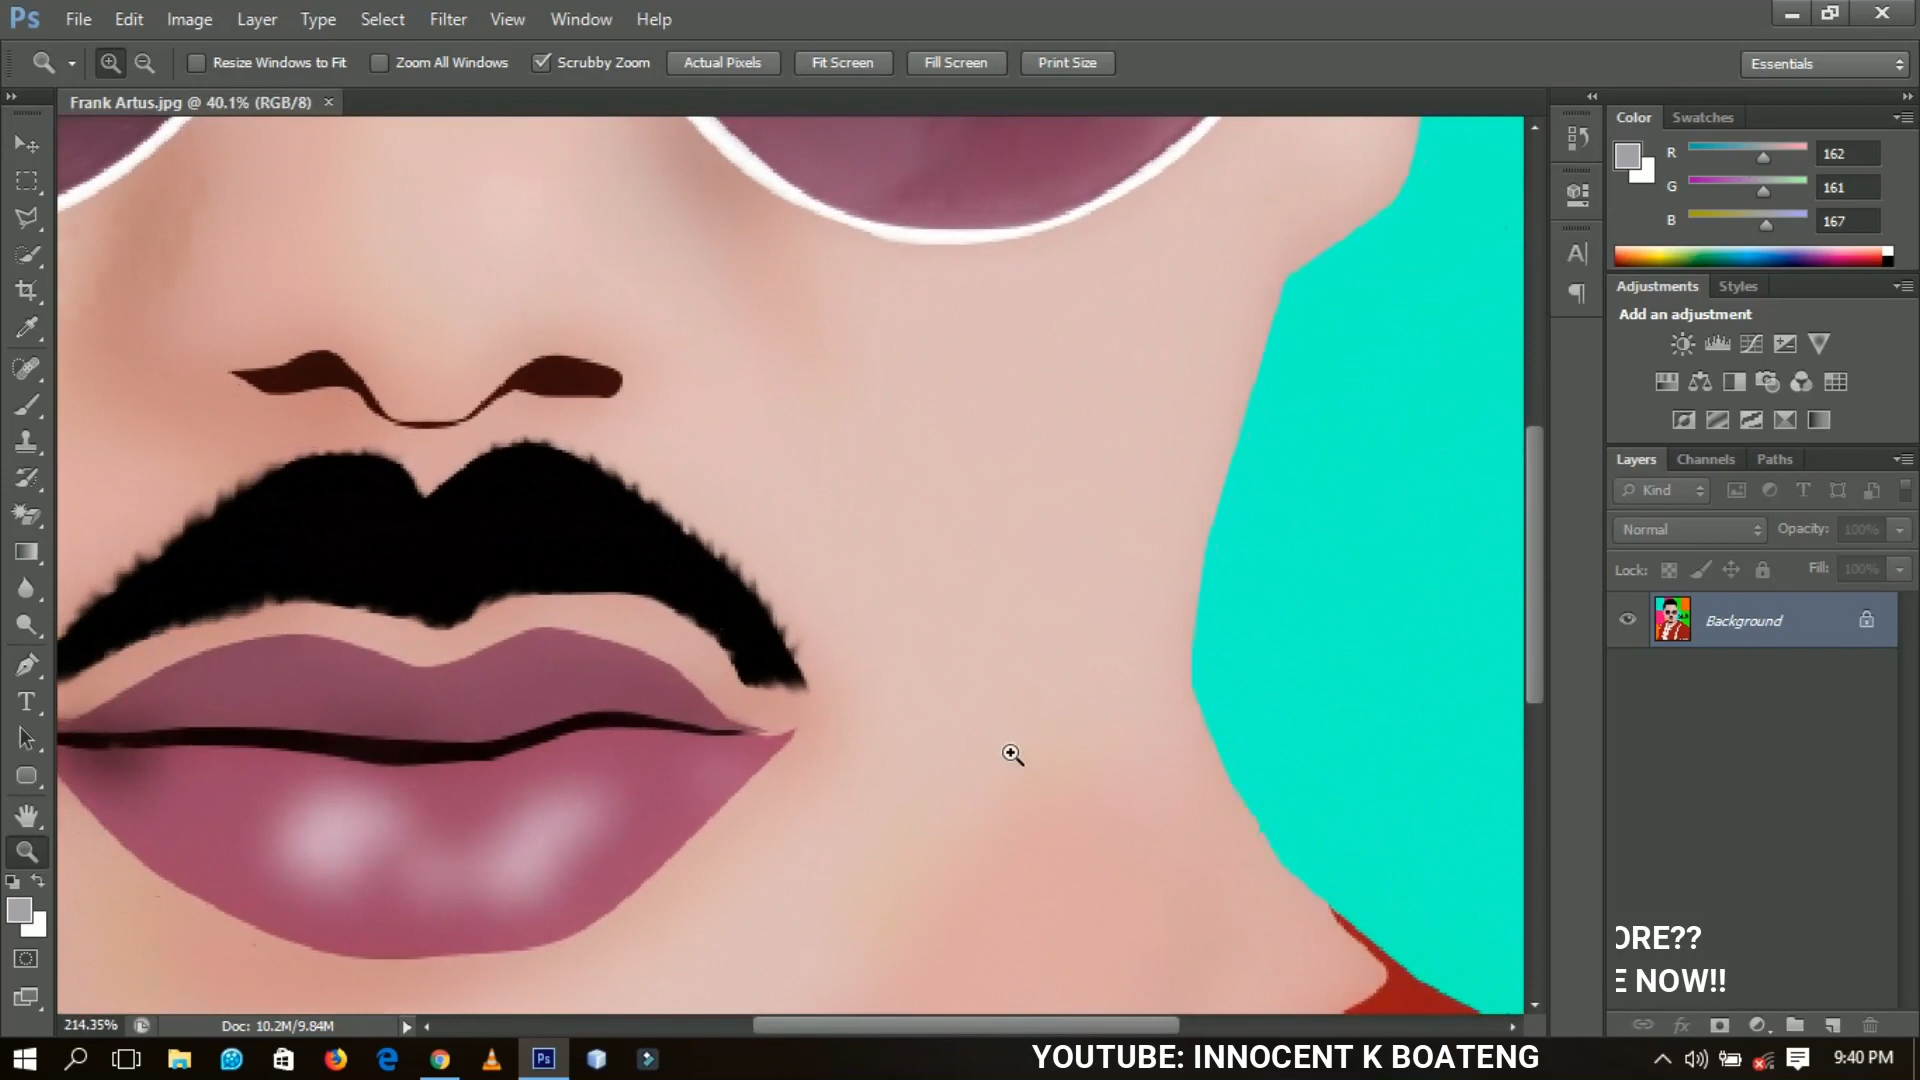 Ps File Edit Image Layer Type Select Filter View Window Help
Resize Windows to Fit Zoom All Windows Scrubby Zoom Actual Pixels Fit Screen Fill Screen Print Size Essentials
Frank Artus.jpg @ 40.1% (RGB/8) ×
Color Swatches
R 162
G 161
B 167
Adjustments Styles
Add an adjustment
Layers Channels Paths
Kind
Normal Opacity: 100%
Lock: Fill: 100%
Background
ORE??
E NOW!!
214.35% Doc: 10.2M/9.84M
Ps YOUTUBE: INNOCENT K BOATENG 9:40 PM